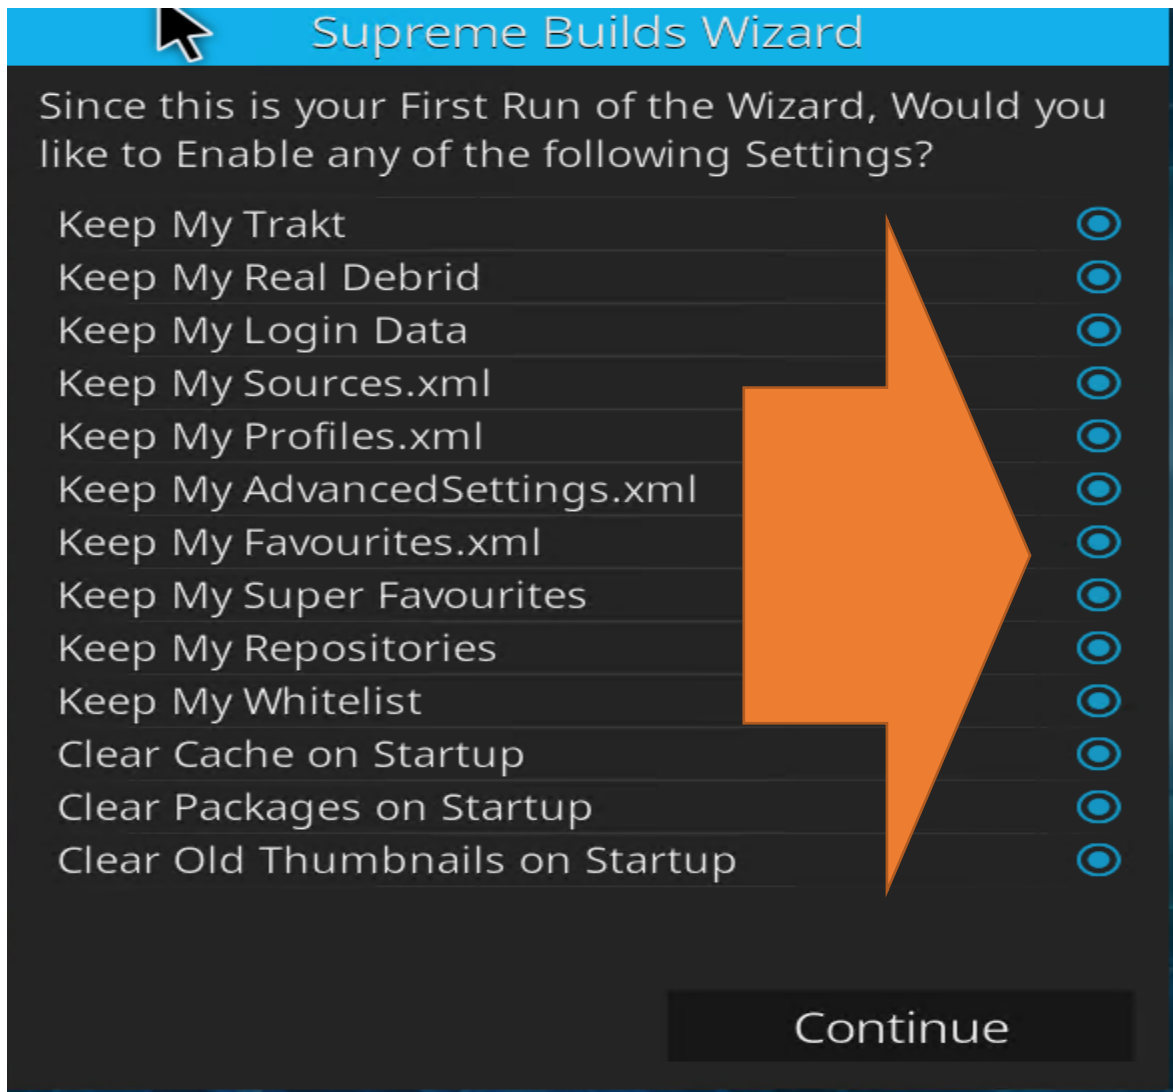 Supreme Builds Wizard
Since this is your First Run of the Wizard, Would you
like to Enable any of the following Settings?
Keep My Trakt
Keep My Real Debrid
Keep My Login Data
Keep My Sources.xml
Keep My Profiles.xml
Keep My AdvancedSettings.xml
Keep My Favourites.xml
Keep My Super Favourites
Keep My Repositories
Keep My Whitelist
Clear Cache on Startup
Clear Packages on Startup
Clear Old Thumbnails on Startup
Continue